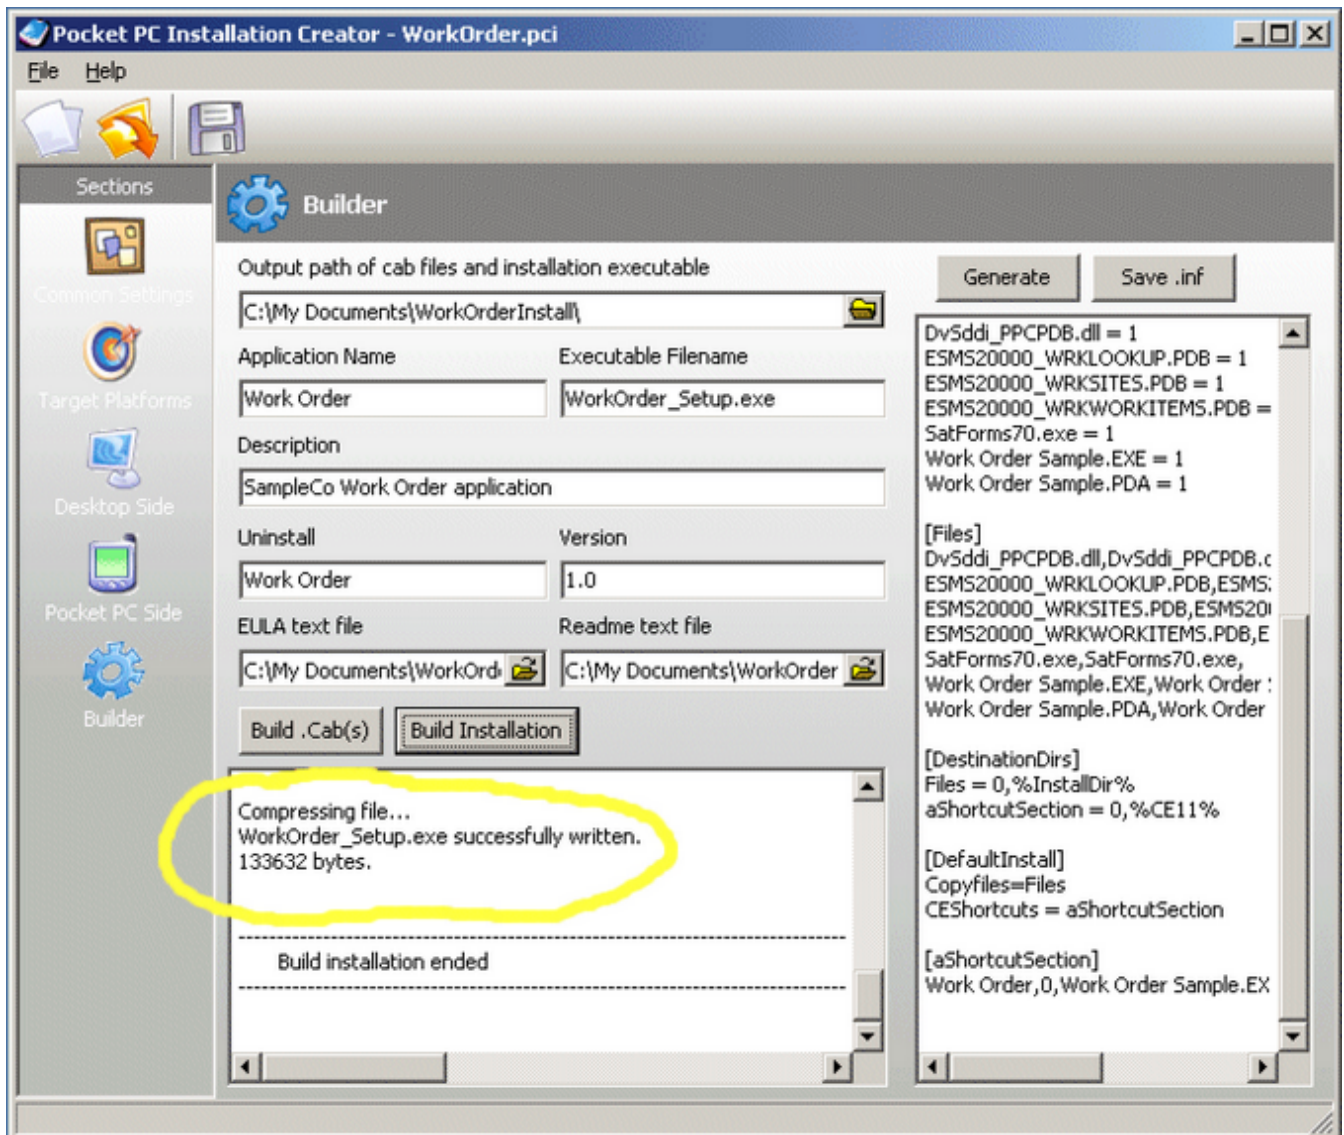 Pocket PC Installation Creator - WorkOrder.pci
File Help
Sections
Common Settings
Target Platforms
Desktop Side
Pocket PC Side
Builder
Builder
Output path of cab files and installation executable
C:\My Documents\WorkOrderInstall\
Application Name Executable Filename
Work Order WorkOrder_Setup.exe
Description
SampleCo Work Order application
Uninstall Version
Work Order 1.0
EULA text file Readme text file
C:\My Documents\WorkOrd C:\My Documents\WorkOrder
Build .Cab(s) Build Installation
Compressing file...
WorkOrder_Setup.exe successfully written.
133632 bytes.
--------------------------------------------------------------------------------
Build installation ended
--------------------------------------------------------------------------------
Generate Save .inf
DvSddi_PPCPDB.dll = 1
ESMS20000_WRKLOOKUP.PDB = 1
ESMS20000_WRKSITES.PDB = 1
ESMS20000_WRKWORKITEMS.PDB =
SatForms70.exe = 1
Work Order Sample.EXE = 1
Work Order Sample.PDA = 1
[Files]
DvSddi_PPCPDB.dll,DvSddi_PPCPDB.
ESMS20000_WRKLOOKUP.PDB,ESMS
ESMS20000_WRKSITES.PDB,ESMS20
ESMS20000_WRKWORKITEMS.PDB,E
SatForms70.exe,SatForms70.exe,
Work Order Sample.EXE,Work Order
Work Order Sample.PDA,Work Order
[DestinationDirs]
Files = 0,%InstallDir%
aShortcutSection = 0,%CE11%
[DefaultInstall]
Copyfiles=Files
CEShortcuts = aShortcutSection
[aShortcutSection]
Work Order,0,Work Order Sample.EX